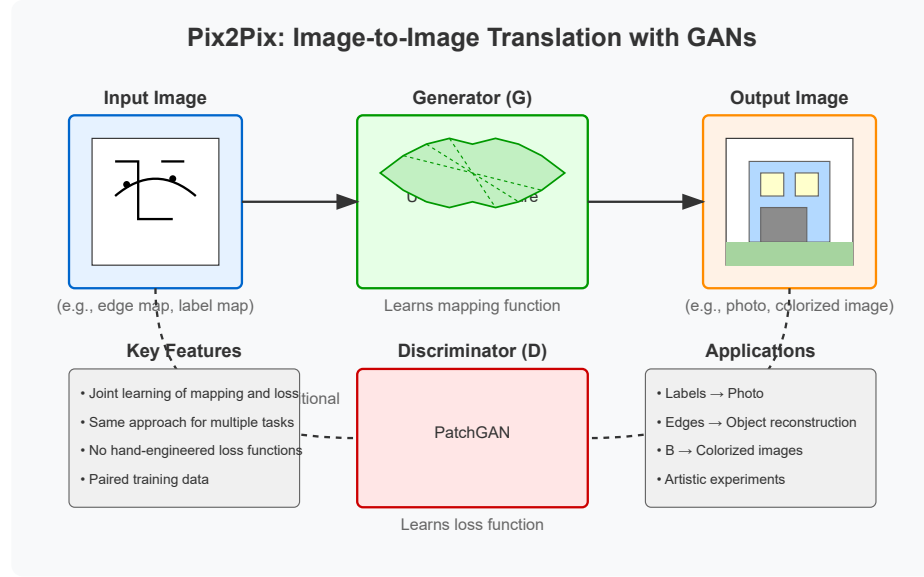 Pix2Pix: Image-to-Image Translation with GANs
Input Image
Generator (G)
Output Image
(e.g., edge map, label map)
Learns mapping function
(e.g., photo, colorized image)
Key Features
Discriminator (D)
Applications
• Joint learning of mapping and loss
• Same approach for multiple tasks
• No hand-engineered loss functions
• Paired training data
PatchGAN
• Labels → Photo
• Edges → Object reconstruction
• B → Colorized images
• Artistic experiments
Learns loss function